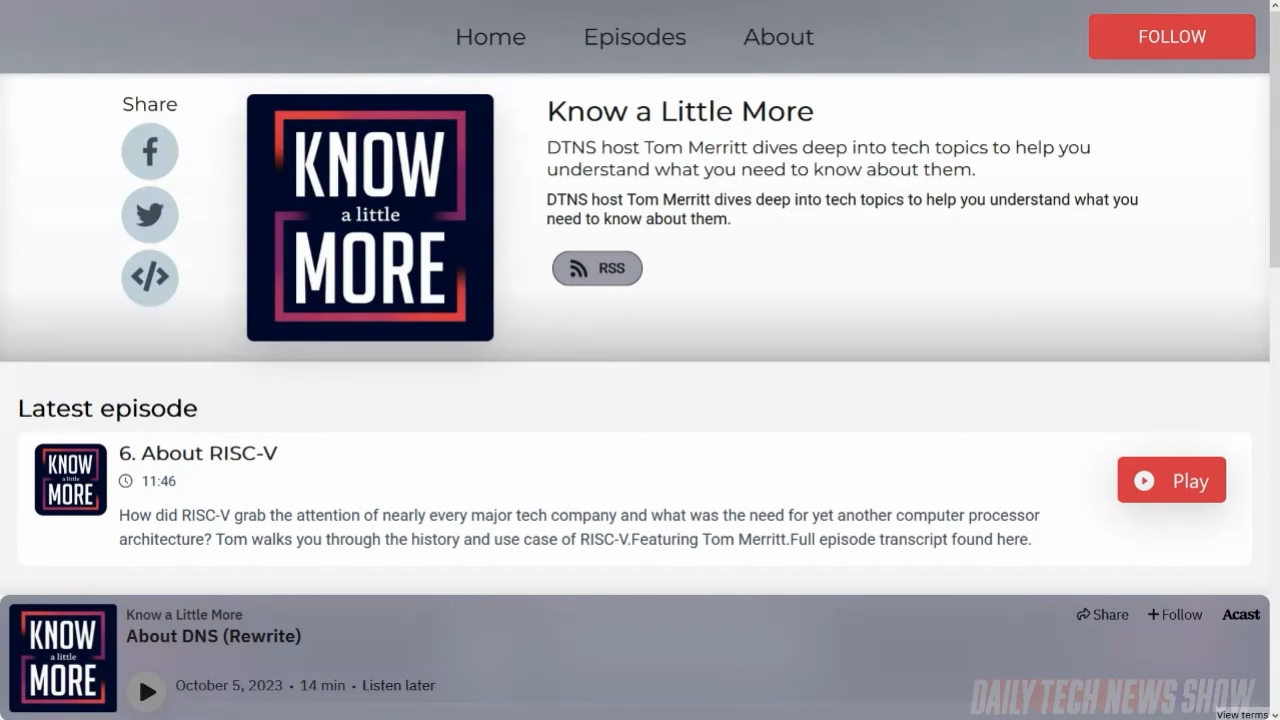 Home Episodes About FOLLOW
Share
KNOW
a little
MORE
Know a Little More
DTNS host Tom Merritt dives deep into tech topics to help you
understand what you need to know about them.
DTNS host Tom Merritt dives deep into tech topics to help you understand what you
need to know about them.
RSS
Latest episode
KNOW
a little
MORE
6. About RISC-V
11:46
How did RISC-V grab the attention of nearly every major tech company and what was the need for yet another computer processor
architecture? Tom walks you through the history and use case of RISC-V.Featuring Tom Merritt.Full episode transcript found here.
Play
KNOW
a little
MORE
Know a Little More
About DNS (Rewrite)
October 5, 2023 • 14 min • Listen later
Share + Follow Acast
DAILY TECH NEWS SHOW
View terms